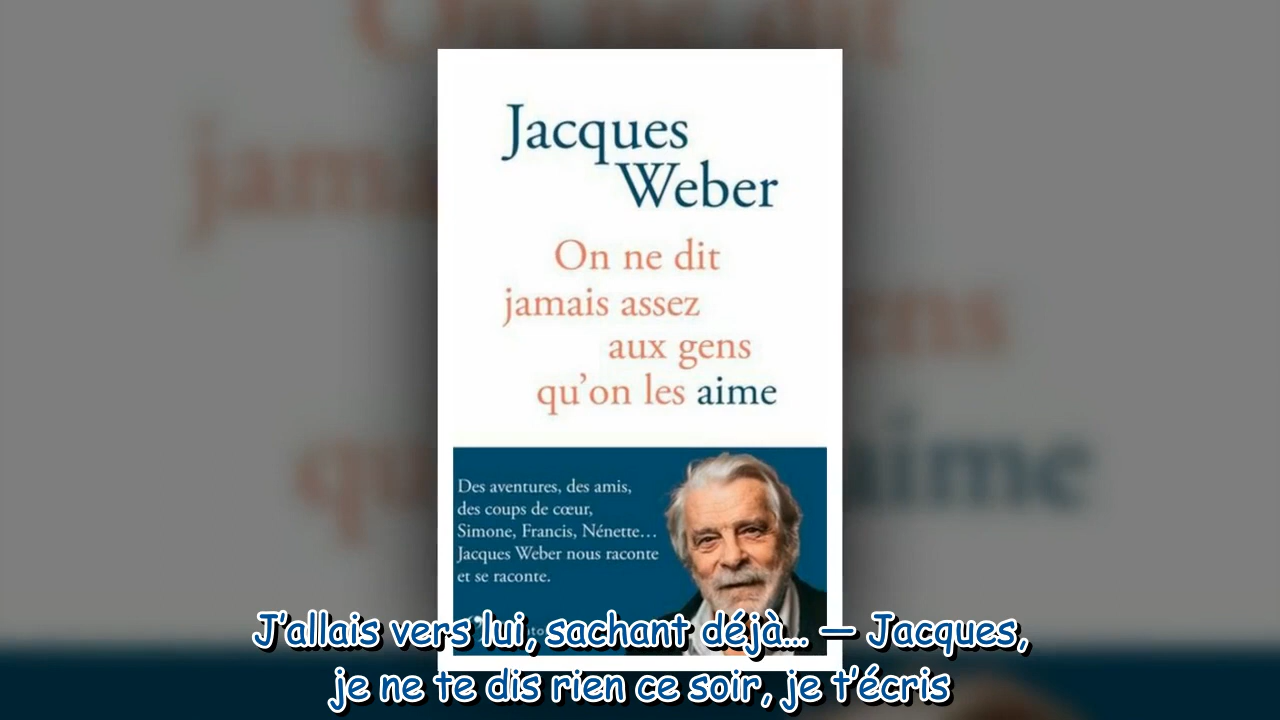 Jacques
Weber
On ne dit
jamais assez
aux gens
qu’on les aime
Des aventures, des amis,
des coups de cœur,
Simone, Francis, Nénette…
Jacques Weber nous raconte
et se raconte.
J’allais vers lui, sachant déjà… — Jacques,
je ne te dis rien ce soir, je t’écris